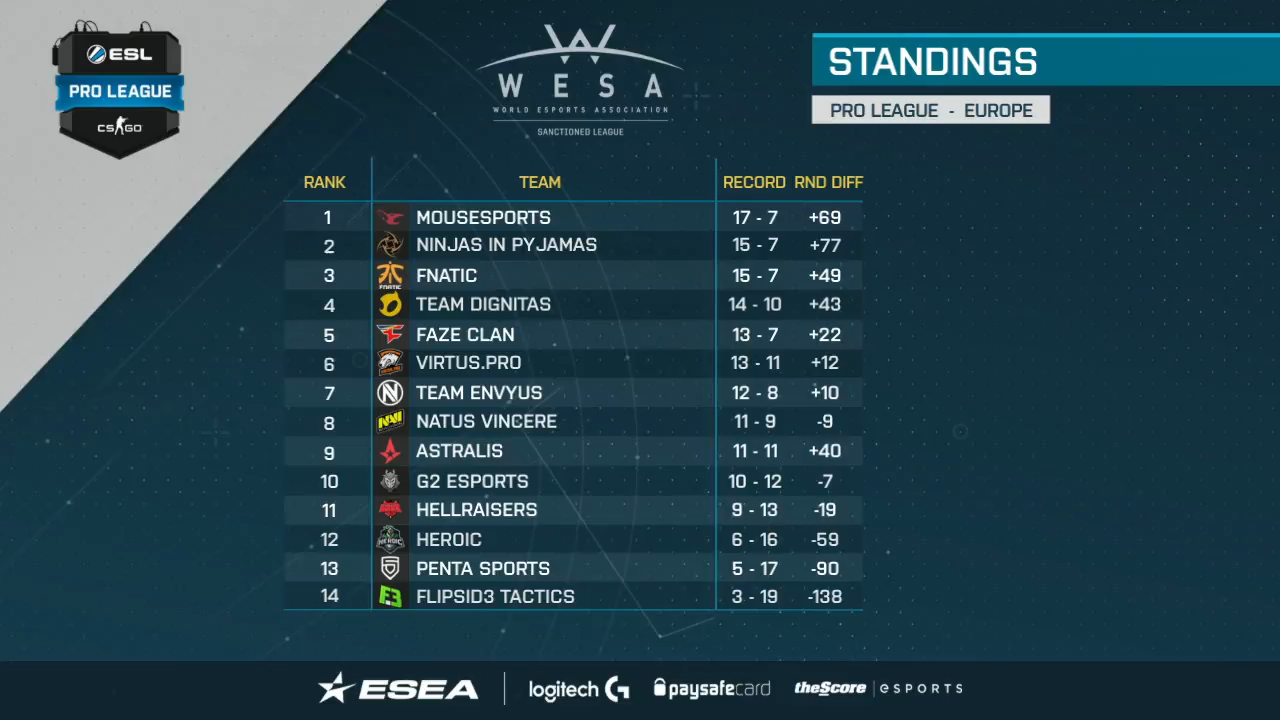 ESL
PRO LEAGUE
CS GO
WESA
WORLD ESPORTS ASSOCIATION
SANCTIONED LEAGUE
STANDINGS
PRO LEAGUE - EUROPE
RANK TEAM RECORD RND DIFF
1 MOUSESPORTS 17 - 7 +69
2 NINJAS IN PYJAMAS 15 - 7 +77
3 FNATIC FNATIC 15 - 7 +49
4 TEAM DIGNITAS 14 - 10 +43
5 FAZE CLAN 13 - 7 +22
6 VIRTUS.PRO 13 - 11 +12
7 TEAM ENVYUS 12 - 8 +10
8 NAVI NATUS VINCERE 11 - 9 -9
9 ASTRALIS 11 - 11 +40
10 G2 ESPORTS 10 - 12 -7
11 HELLRAISERS 9 - 13 -19
12 HEROIC HEROIC 6 - 16 -59
13 PENTA SPORTS 5 - 17 -90
14 F3 FLIPSID3 TACTICS 3 - 19 -138
ESEA logitech G paysafecard theScore eSPORTS